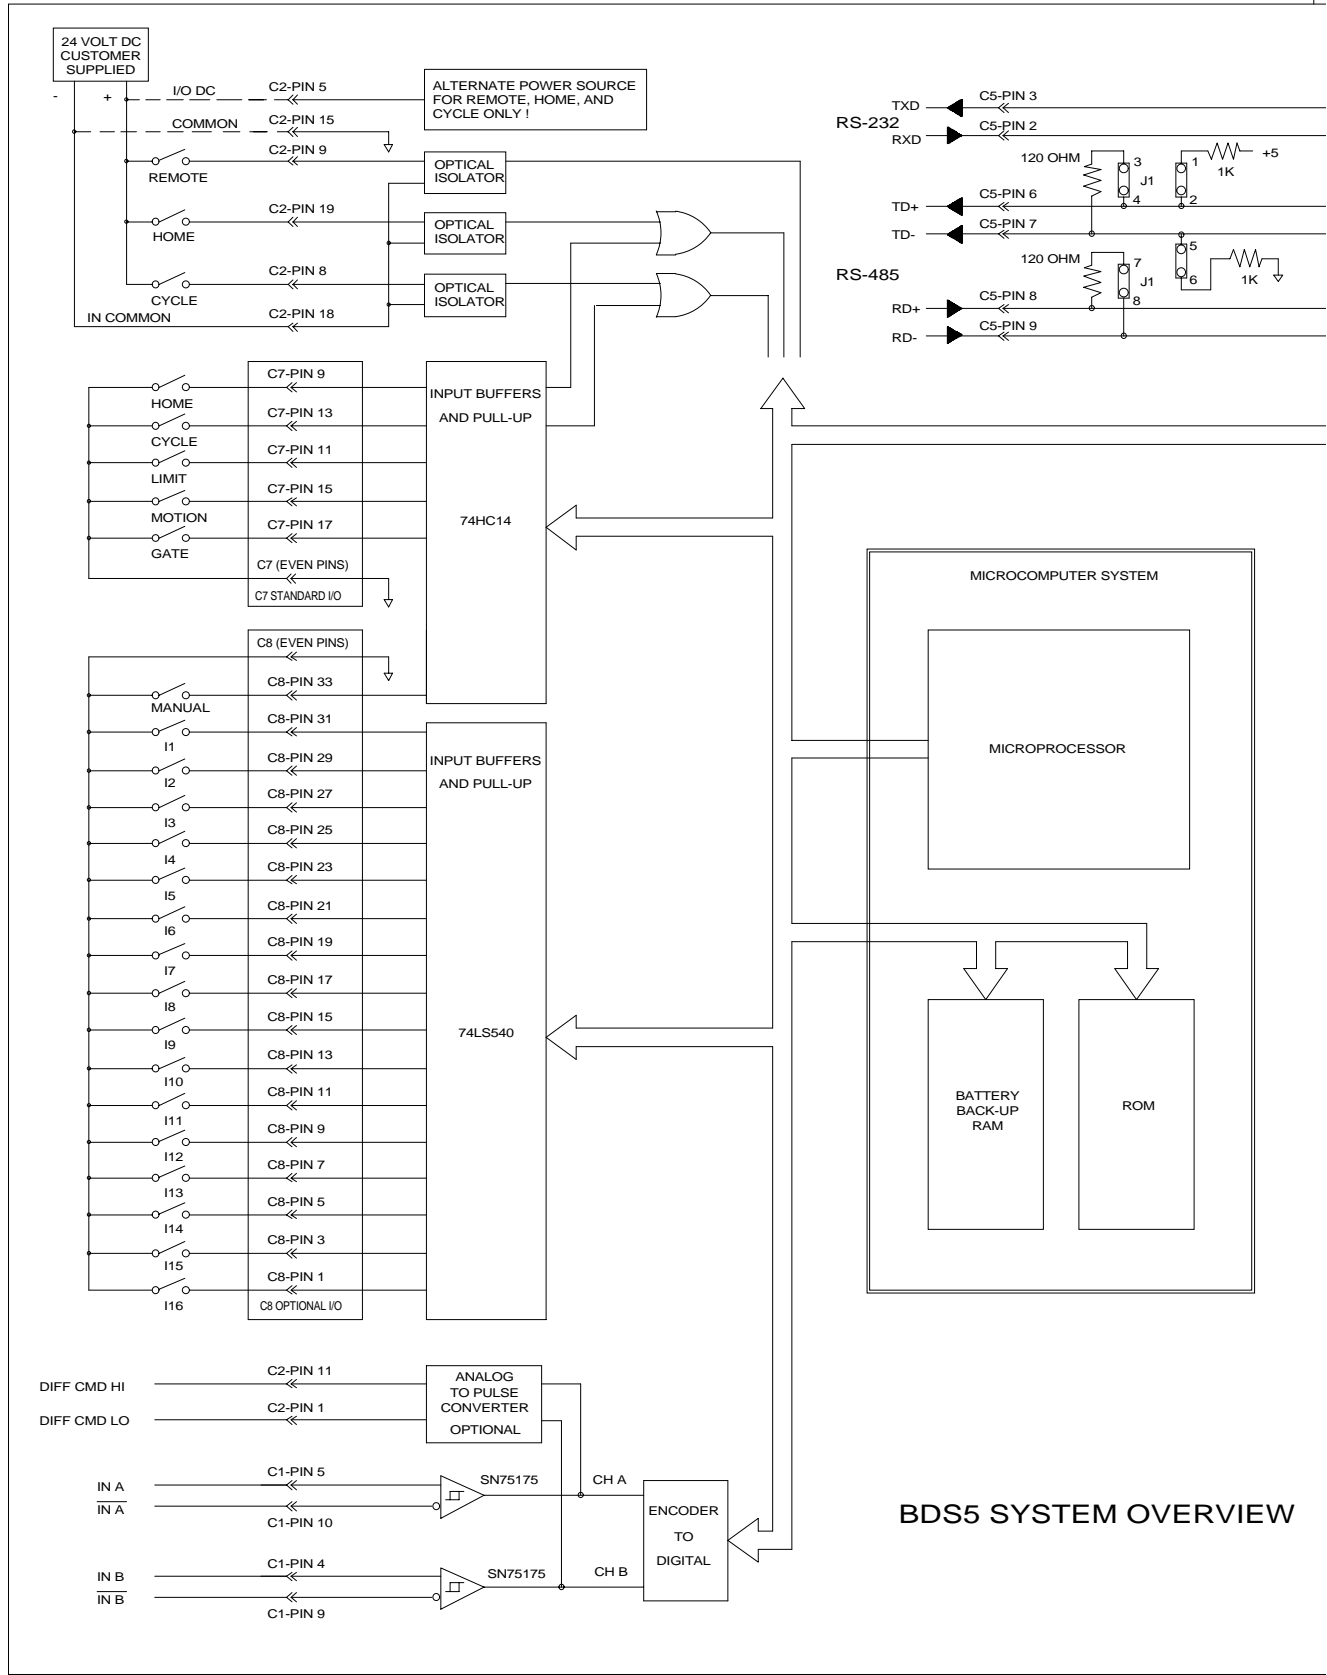 24 VOLT DC
CUSTOMER
SUPPLIED
-
+
I/O DC
C2-PIN 5
ALTERNATE POWER SOURCE
FOR REMOTE, HOME, AND
CYCLE ONLY !
COMMON
C2-PIN 15
C2-PIN 9
REMOTE
OPTICAL
ISOLATOR
C2-PIN 19
HOME
OPTICAL
ISOLATOR
C2-PIN 8
CYCLE
OPTICAL
ISOLATOR
IN COMMON
C2-PIN 18
RS-232
TXD
C5-PIN 3
RXD
C5-PIN 2
120 OHM
3
J1
4
1
2
1K
+5
TD+
C5-PIN 6
TD-
C5-PIN 7
RS-485
120 OHM
7
J1
8
5
6
1K
RD+
C5-PIN 8
RD-
C5-PIN 9
C7-PIN 9
HOME
C7-PIN 13
CYCLE
C7-PIN 11
LIMIT
C7-PIN 15
MOTION
C7-PIN 17
GATE
C7 (EVEN PINS)
C7 STANDARD I/O
INPUT BUFFERS
AND PULL-UP
74HC14
C8 (EVEN PINS)
C8-PIN 33
MANUAL
C8-PIN 31
I1
C8-PIN 29
I2
C8-PIN 27
I3
C8-PIN 25
I4
C8-PIN 23
I5
C8-PIN 21
I6
C8-PIN 19
I7
C8-PIN 17
I8
C8-PIN 15
I9
C8-PIN 13
I10
C8-PIN 11
I11
C8-PIN 9
I12
C8-PIN 7
I13
C8-PIN 5
I14
C8-PIN 3
I15
C8-PIN 1
I16
C8 OPTIONAL I/O
INPUT BUFFERS
AND PULL-UP
74LS540
MICROCOMPUTER SYSTEM
MICROPROCESSOR
BATTERY
BACK-UP
RAM
ROM
DIFF CMD HI
C2-PIN 11
DIFF CMD LO
C2-PIN 1
ANALOG
TO PULSE
CONVERTER
OPTIONAL
IN A
C1-PIN 5
IN A
C1-PIN 10
SN75175
CH A
IN B
C1-PIN 4
IN B
C1-PIN 9
SN75175
CH B
ENCODER
TO
DIGITAL
BDS5 SYSTEM OVERVIEW